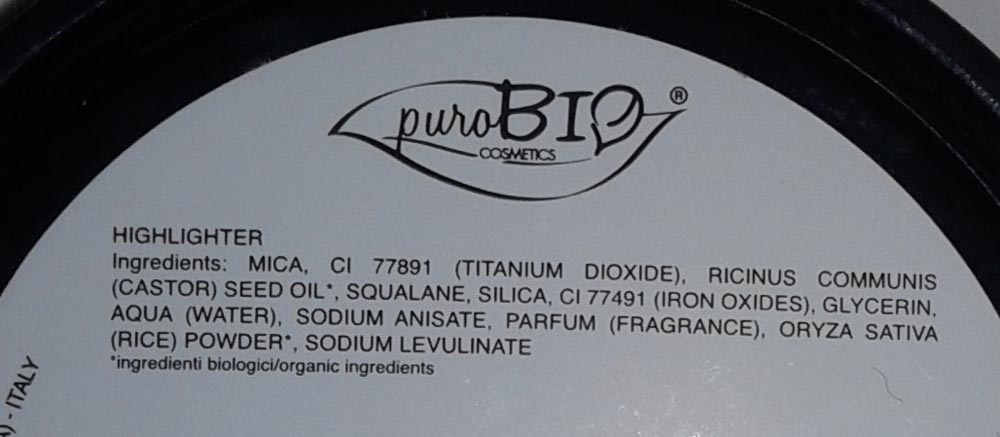 puroBIO®
COSMETICS
HIGHLIGHTER
Ingredients: MICA, CI 77891 (TITANIUM DIOXIDE), RICINUS COMMUNIS
(CASTOR) SEED OIL*, SQUALANE, SILICA, CI 77491 (IRON OXIDES), GLYCERIN,
AQUA (WATER), SODIUM ANISATE, PARFUM (FRAGRANCE), ORYZA SATIVA
(RICE) POWDER*, SODIUM LEVULINATE
*ingredienti biologici/organic ingredients
) - ITALY